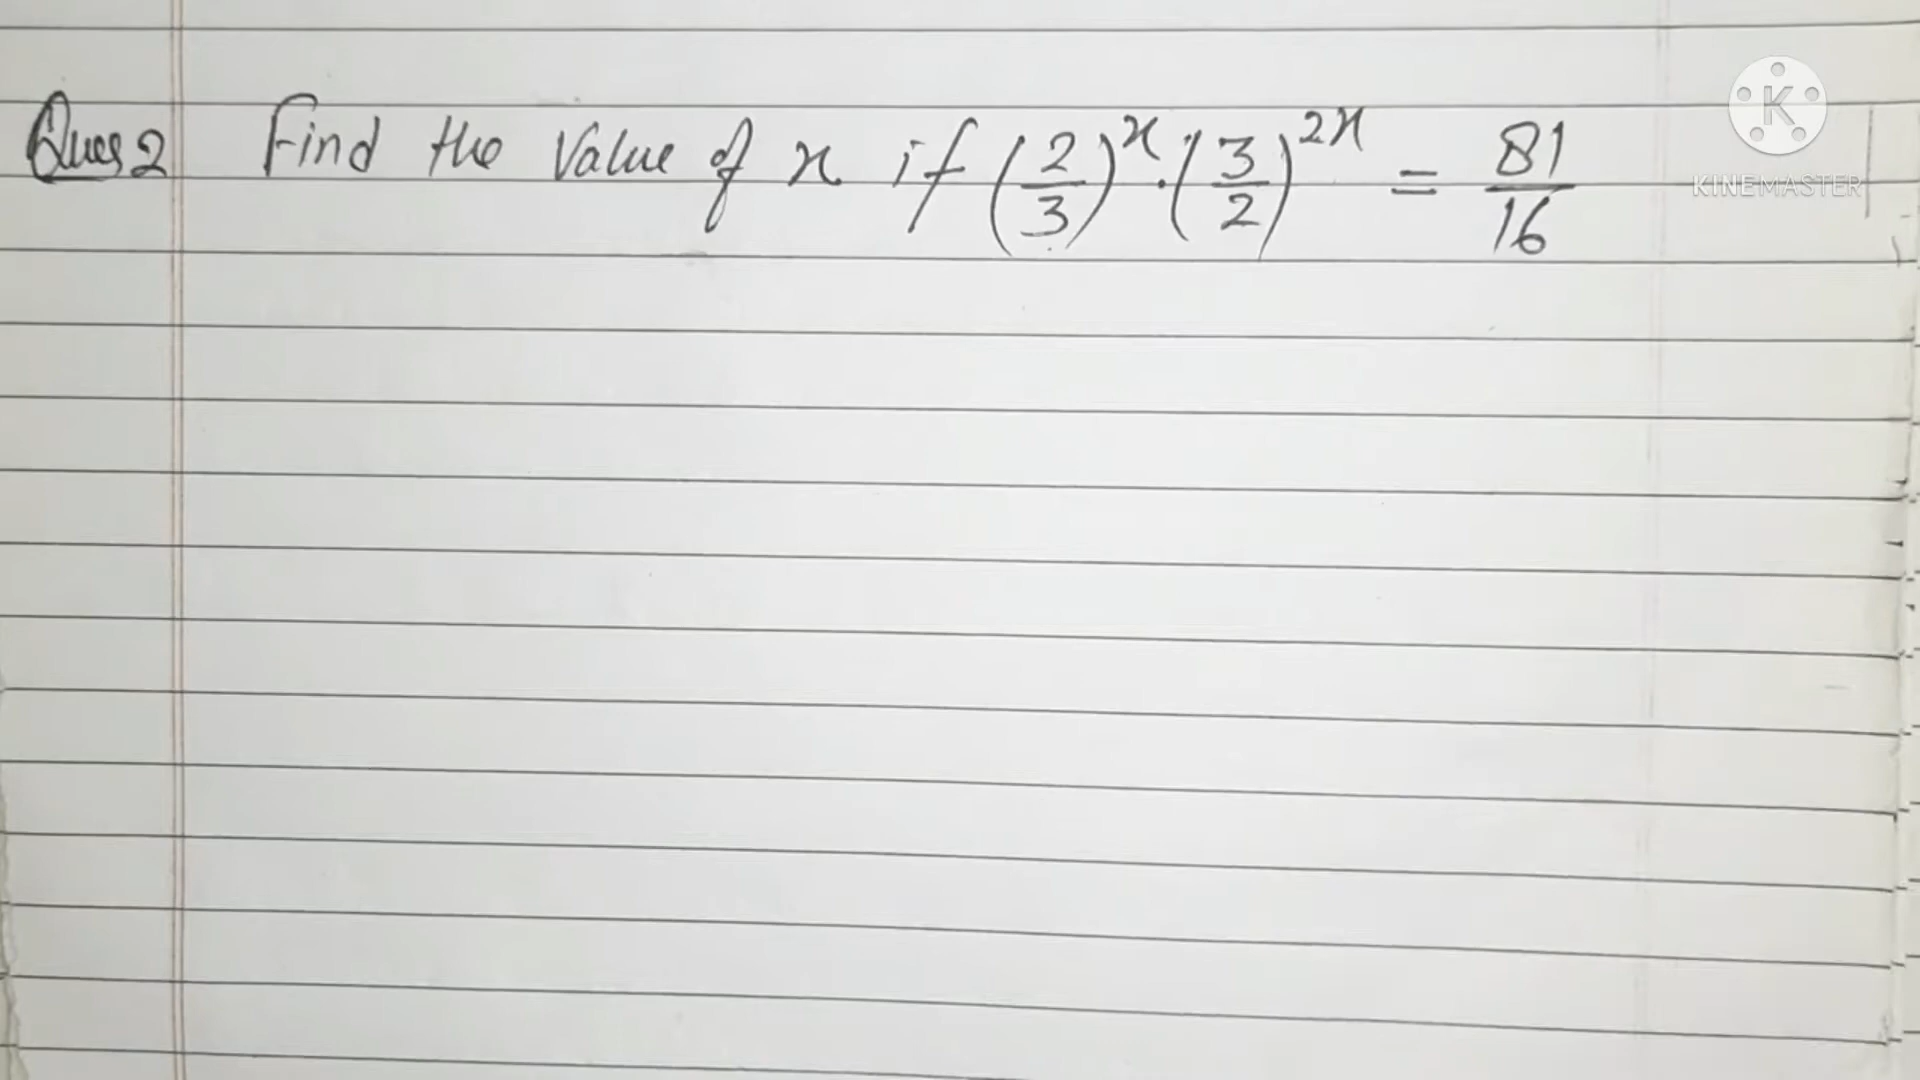 Ques 2 Find the Value of x if (2/3)^x · (3/2)^2x = 81/16
K
KINEMASTER